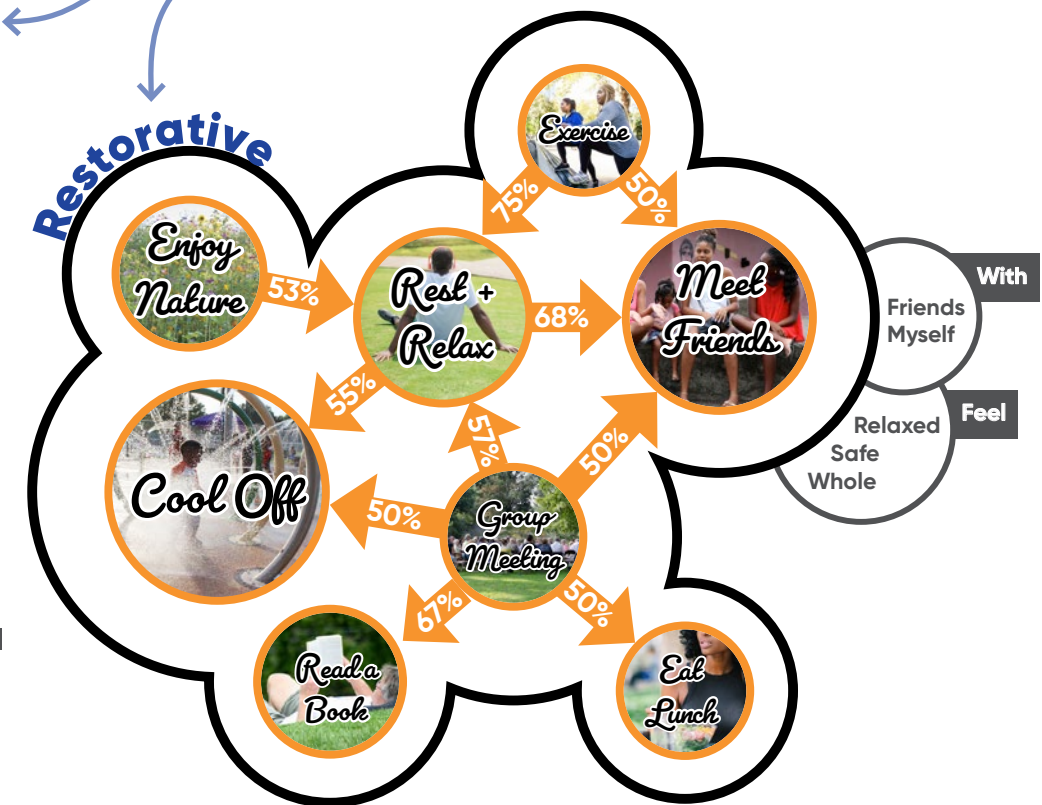 Restorative
Exercise
75%
50%
Enjoy
Nature
53%
Rest +
Relax
68%
Meet
Friends
With
Friends
Myself
Feel
Relaxed
Safe
Whole
55%
57%
50%
Cool Off
50%
Group
Meeting
67%
50%
Read a
Book
Eat
Lunch